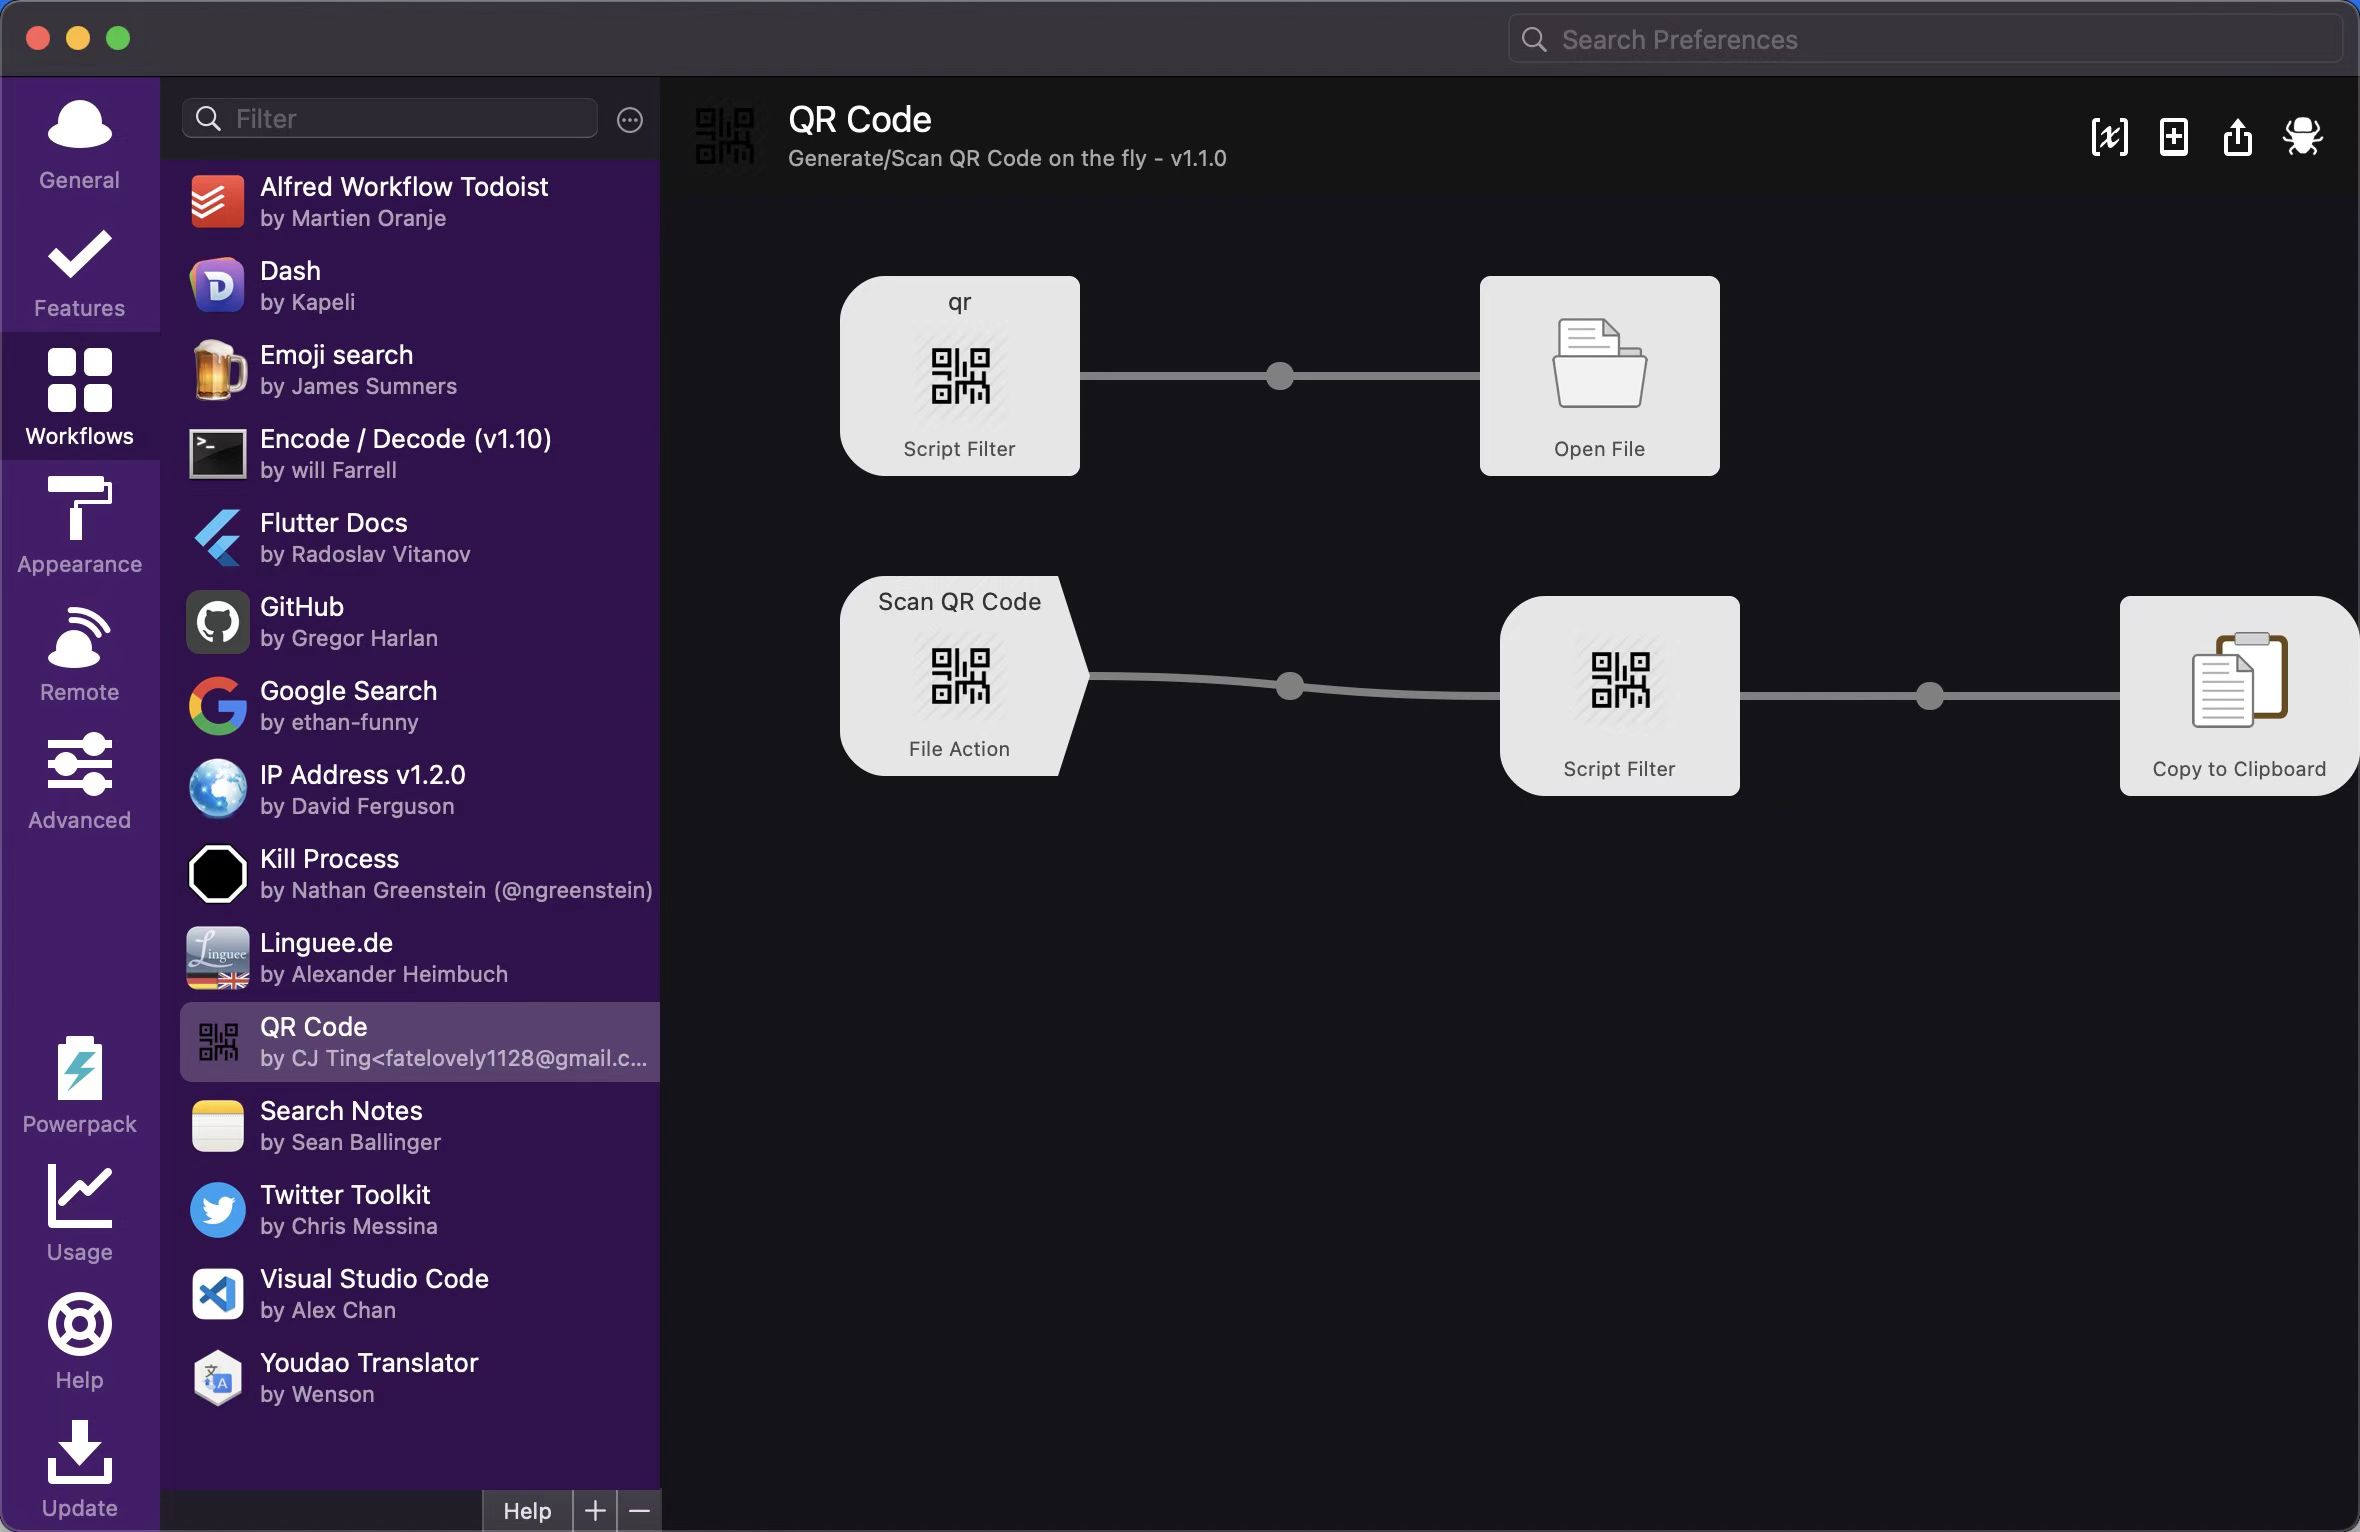 Search Preferences
General
Features
Workflows
Appearance
Remote
Advanced
Powerpack
Usage
Help
Update
Filter
Alfred Workflow Todoist
by Martien Oranje
Dash
by Kapeli
Emoji search
by James Sumners
Encode / Decode (v1.10)
by will Farrell
Flutter Docs
by Radoslav Vitanov
GitHub
by Gregor Harlan
Google Search
by ethan-funny
IP Address v1.2.0
by David Ferguson
Kill Process
by Nathan Greenstein (@ngreenstein)
Linguee
Linguee.de
by Alexander Heimbuch
QR Code
by CJ Ting<fatelovely1128@gmail.c...
Search Notes
by Sean Ballinger
Twitter Toolkit
by Chris Messina
Visual Studio Code
by Alex Chan
文 A
Youdao Translator
by Wenson
Help + −
QR Code
Generate/Scan QR Code on the fly - v1.1.0
qr
Script Filter
Open File
Scan QR Code
File Action
Script Filter
Copy to Clipboard